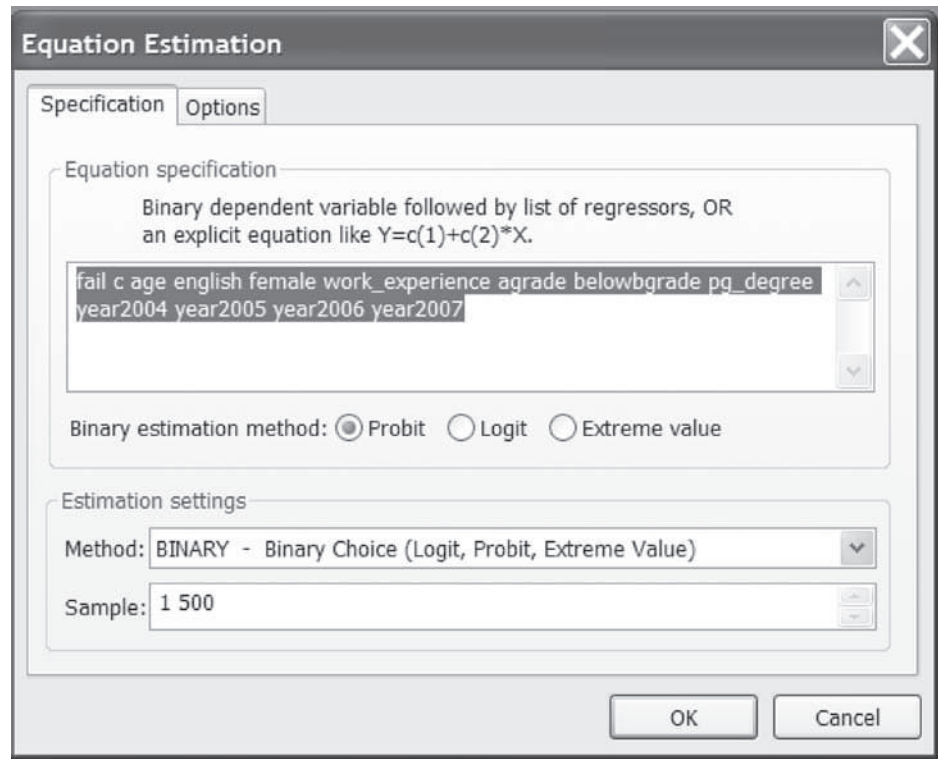 Equation Estimation
Specification
Options
Equation specification
Binary dependent variable followed by list of regressors, OR
an explicit equation like Y=c(1)+c(2)*X.
fail c age english female work_experience agrade belowbgrade pg_degree
year2004 year2005 year2006 year2007
Binary estimation method: Probit Logit Extreme value
Estimation settings
Method: BINARY - Binary Choice (Logit, Probit, Extreme Value)
Sample: 1 500
OK Cancel